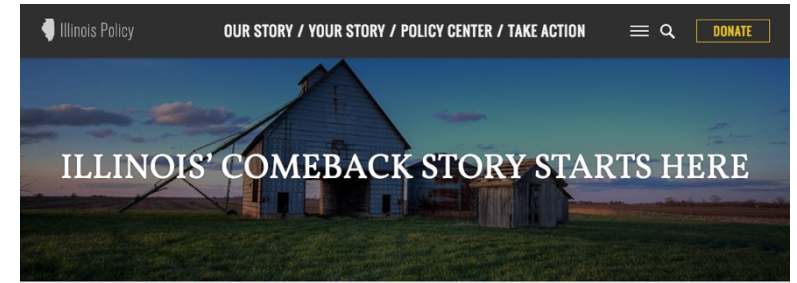 Illinois Policy
OUR STORY / YOUR STORY / POLICY CENTER / TAKE ACTION
DONATE
ILLINOIS' COMEBACK STORY STARTS HERE